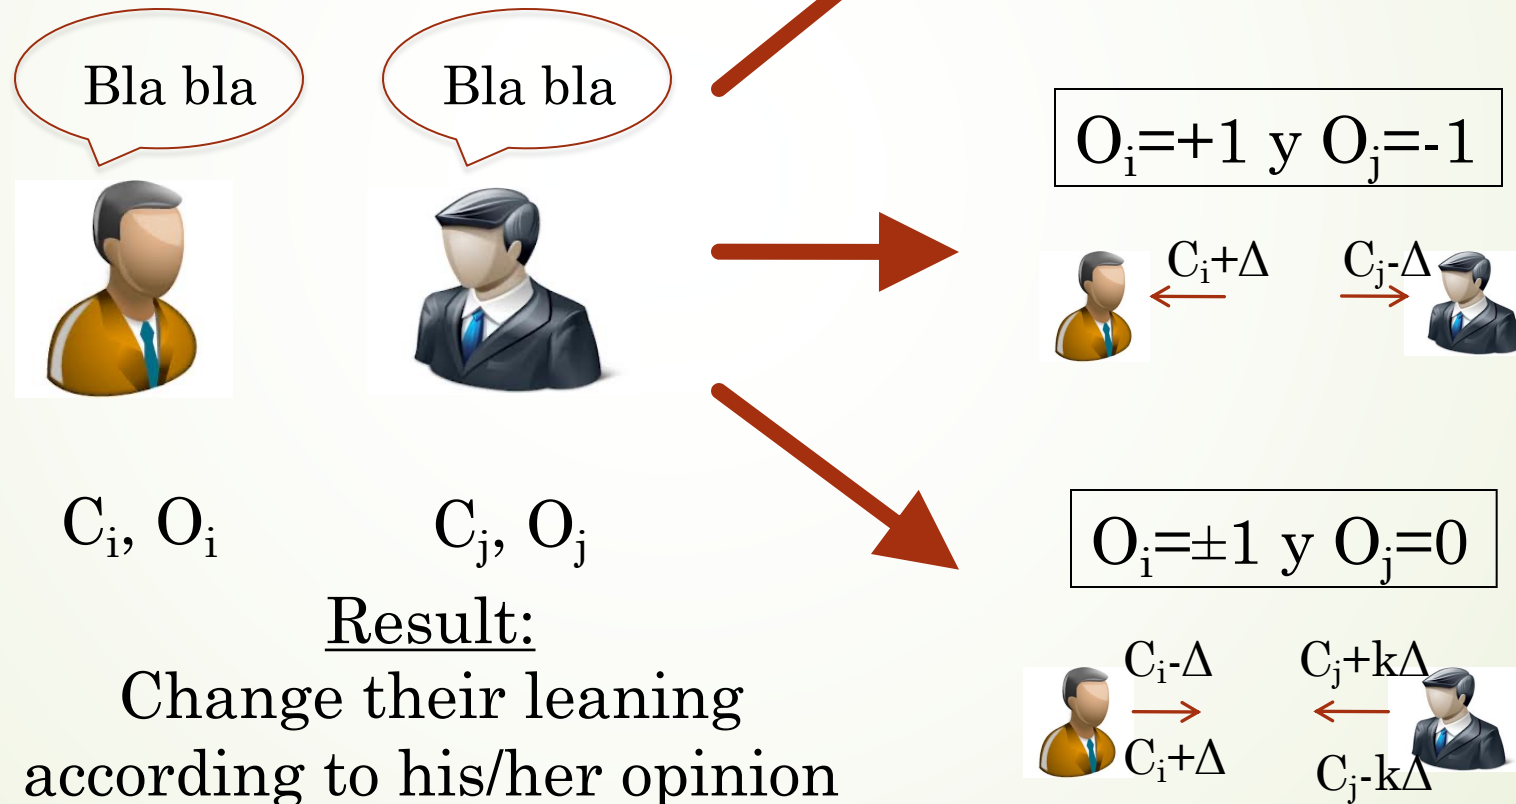 Bla bla
Bla bla
Cᵢ, Oᵢ
Cⱼ, Oⱼ
Result:
Change their leaning
according to his/her opinion
Oᵢ=+1 y Oⱼ=-1
Cᵢ+Δ
Cⱼ-Δ
Oᵢ=±1 y Oⱼ=0
Cᵢ-Δ
Cⱼ+kΔ
Cᵢ+Δ
Cⱼ-kΔ